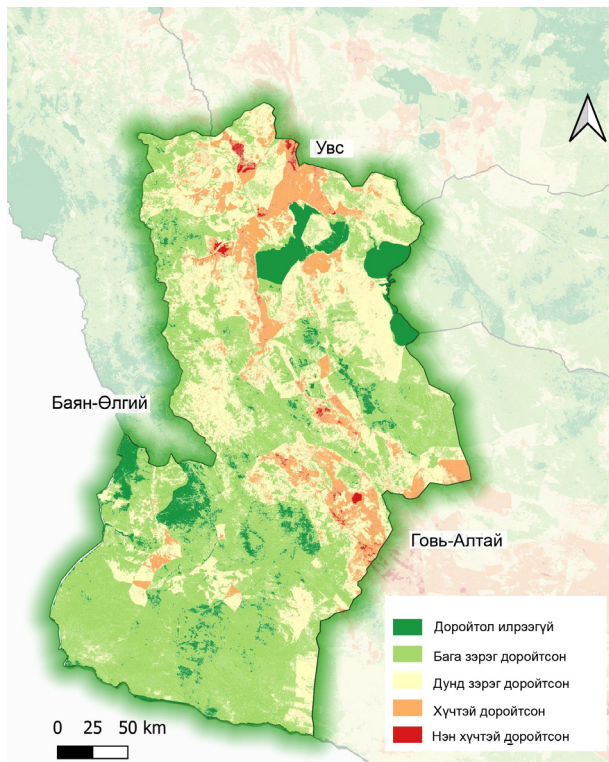 Увс
Баян-Өлгий
Говь-Алтай
Доройтол илрээгүй
Бага зэрэг доройтсон
Дунд зэрэг доройтсон
Хүчтэй доройтсон
Нэн хүчтэй доройтсон
0 25 50 km